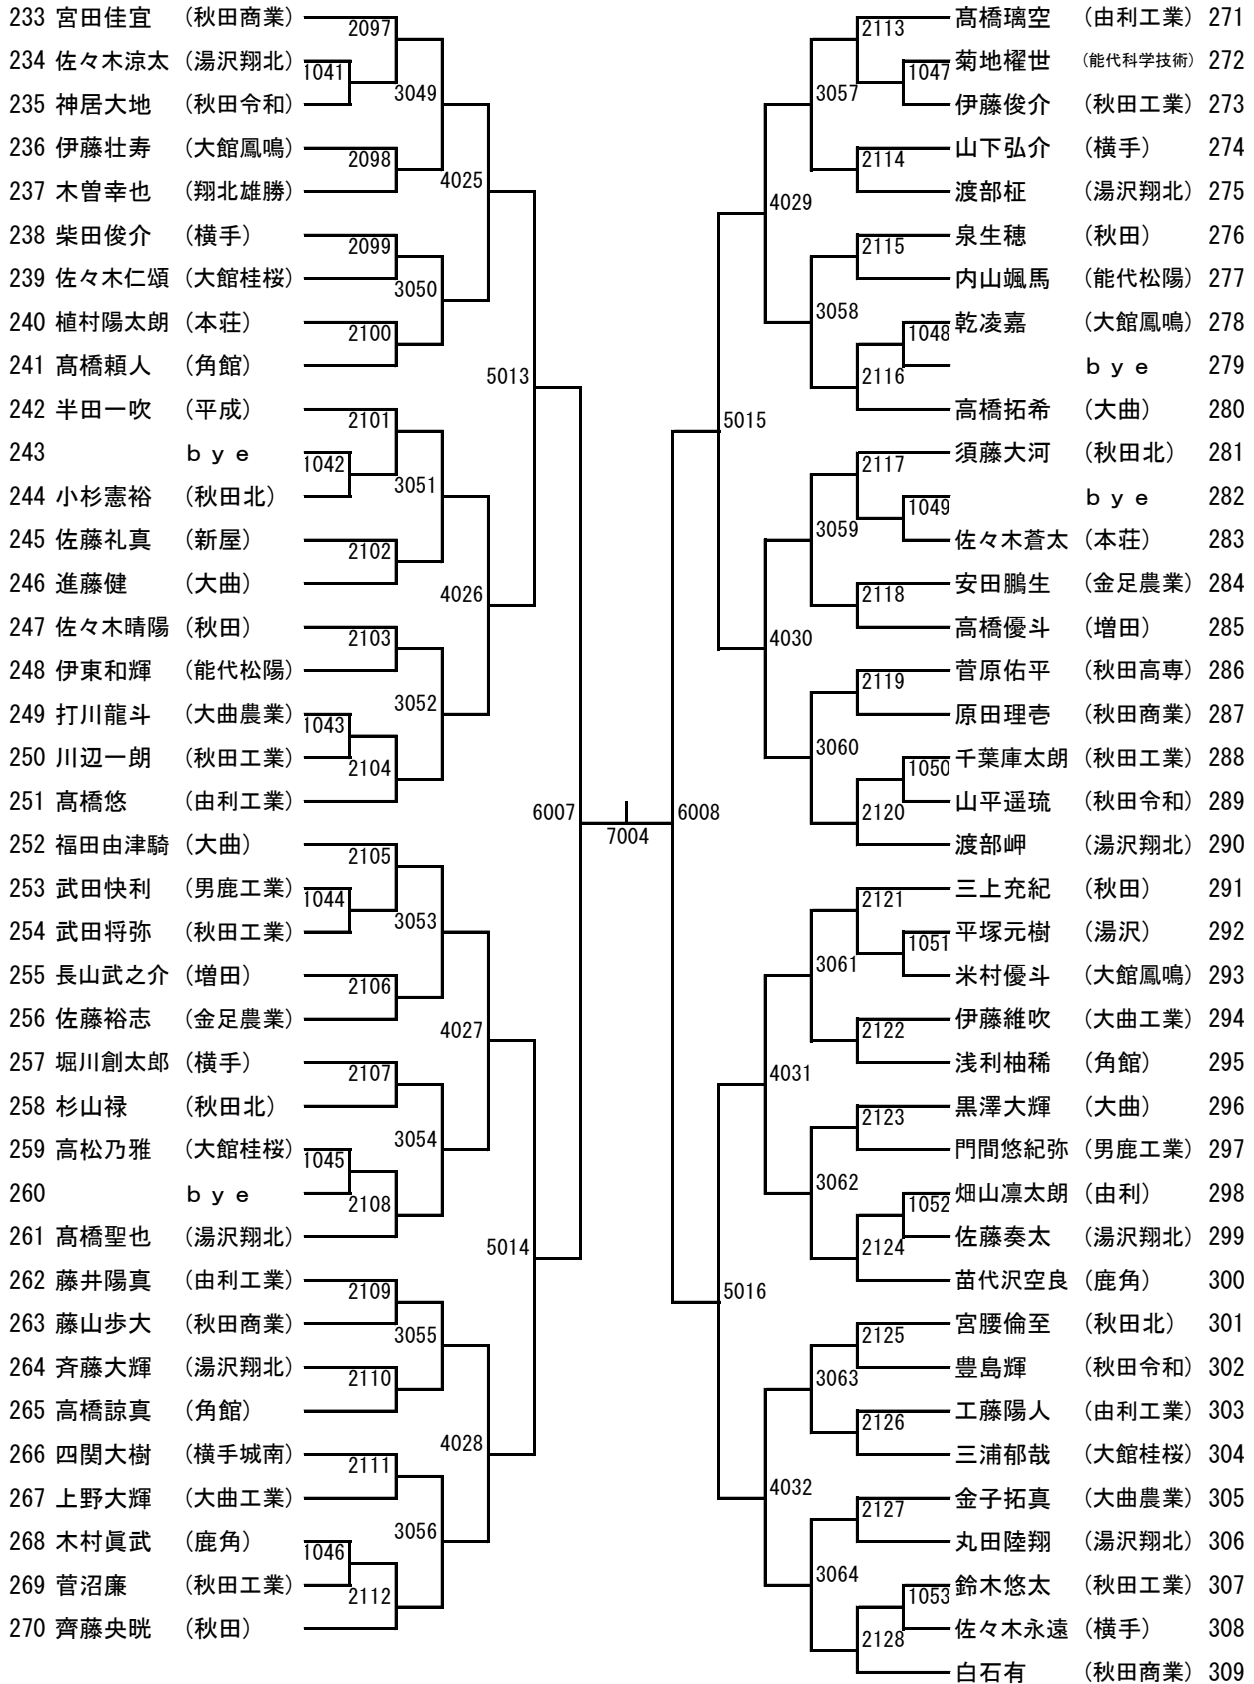 233 宮田佳宜 (秋田商業)
2097
234 佐々木涼太 (湯沢翔北)
1041
3049
235 神居大地 (秋田令和)
236 伊藤壮寿 (大館鳳鳴)
2098
4025
237 木曽幸也 (翔北雄勝)
238 柴田俊介 (横手)
2099
239 佐々木仁頌 (大館桂桜)
3050
240 植村陽太朗 (本荘)
2100
241 髙橋頼人 (角館)
5013
242 半田一吹 (平成)
2101
243 ｂｙｅ
1042
3051
244 小杉憲裕 (秋田北)
245 佐藤礼真 (新屋)
2102
246 進藤健 (大曲)
4026
247 佐々木晴陽 (秋田)
2103
248 伊東和輝 (能代松陽)
3052
249 打川龍斗 (大曲農業)
1043
250 川辺一朗 (秋田工業)
2104
251 髙橋悠 (由利工業)
6007
7004
6008
252 福田由津騎 (大曲)
2105
253 武田快利 (男鹿工業)
1044
3053
254 武田将弥 (秋田工業)
255 長山武之介 (増田)
2106
256 佐藤裕志 (金足農業)
4027
257 堀川創太郎 (横手)
2107
258 杉山禄 (秋田北)
3054
259 高松乃雅 (大館桂桜)
1045
260 ｂｙｅ
2108
261 髙橋聖也 (湯沢翔北)
5014
262 藤井陽真 (由利工業)
2109
263 藤山歩大 (秋田商業)
3055
264 斉藤大輝 (湯沢翔北)
2110
265 高橋諒真 (角館)
4028
266 四関大樹 (横手城南)
2111
267 上野大輝 (大曲工業)
3056
268 木村眞武 (鹿角)
1046
269 菅沼廉 (秋田工業)
2112
270 齊藤央晄 (秋田)
髙橋璃空 (由利工業) 271
2113
菊地櫂世 (能代科学技術) 272
1047
3057
伊藤俊介 (秋田工業) 273
山下弘介 (横手) 274
2114
渡部柾 (湯沢翔北) 275
4029
泉生穂 (秋田) 276
2115
内山颯馬 (能代松陽) 277
3058
乾凌嘉 (大館鳳鳴) 278
1048
ｂｙｅ 279
2116
高橋拓希 (大曲) 280
5015
須藤大河 (秋田北) 281
2117
ｂｙｅ 282
1049
3059
佐々木蒼太 (本荘) 283
安田鵬生 (金足農業) 284
2118
高橋優斗 (増田) 285
4030
菅原佑平 (秋田高専) 286
2119
原田理壱 (秋田商業) 287
3060
千葉庫太朗 (秋田工業) 288
1050
山平遥琉 (秋田令和) 289
2120
渡部岬 (湯沢翔北) 290
三上充紀 (秋田) 291
2121
平塚元樹 (湯沢) 292
1051
3061
米村優斗 (大館鳳鳴) 293
伊藤維吹 (大曲工業) 294
2122
浅利柚稀 (角館) 295
4031
黒澤大輝 (大曲) 296
2123
門間悠紀弥 (男鹿工業) 297
3062
畑山凛太朗 (由利) 298
1052
佐藤奏太 (湯沢翔北) 299
2124
苗代沢空良 (鹿角) 300
5016
宮腰倫至 (秋田北) 301
2125
豊島輝 (秋田令和) 302
3063
工藤陽人 (由利工業) 303
2126
三浦郁哉 (大館桂桜) 304
4032
金子拓真 (大曲農業) 305
2127
丸田陸翔 (湯沢翔北) 306
3064
鈴木悠太 (秋田工業) 307
1053
佐々木永遠 (横手) 308
2128
白石有 (秋田商業) 309